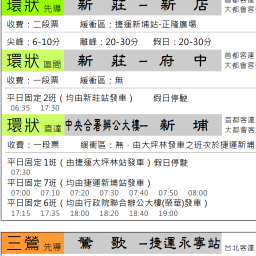 環狀 先導 新 莊－新 店 首都客運
大都會客
收費：二段票 緩衝區：捷運新埔站-正隆廣場
尖峰：6-10分 離峰：20-30分 假日：20-30分
環狀 區間 新 莊－府 中 首都客運
大都會客
收費：一段票 緩衝區：無
平日固定2班（均由新莊站發車） 假日停駛
06:35 17:30
環狀 直達 中央合署辦公大樓－ 新 埔 首都客運
大都會客
收費：一段票 緩衝區：無．由大坪林發車之班次於捷運新埔
平日固定1班（由捷運大坪林站發車）假日停駛
07:30
平日固定7班（由捷運新埔站發車）
07:00 07:10 07:20 07:30 07:40 07:50 08:00
平日固定6班（均由行政院聯合辦公大樓(榮華)發車）
17:15 17:35 18:00 18:20 18:40 19:00
三鶯 先導 鶯 歌 －捷運永寧站 台北客運